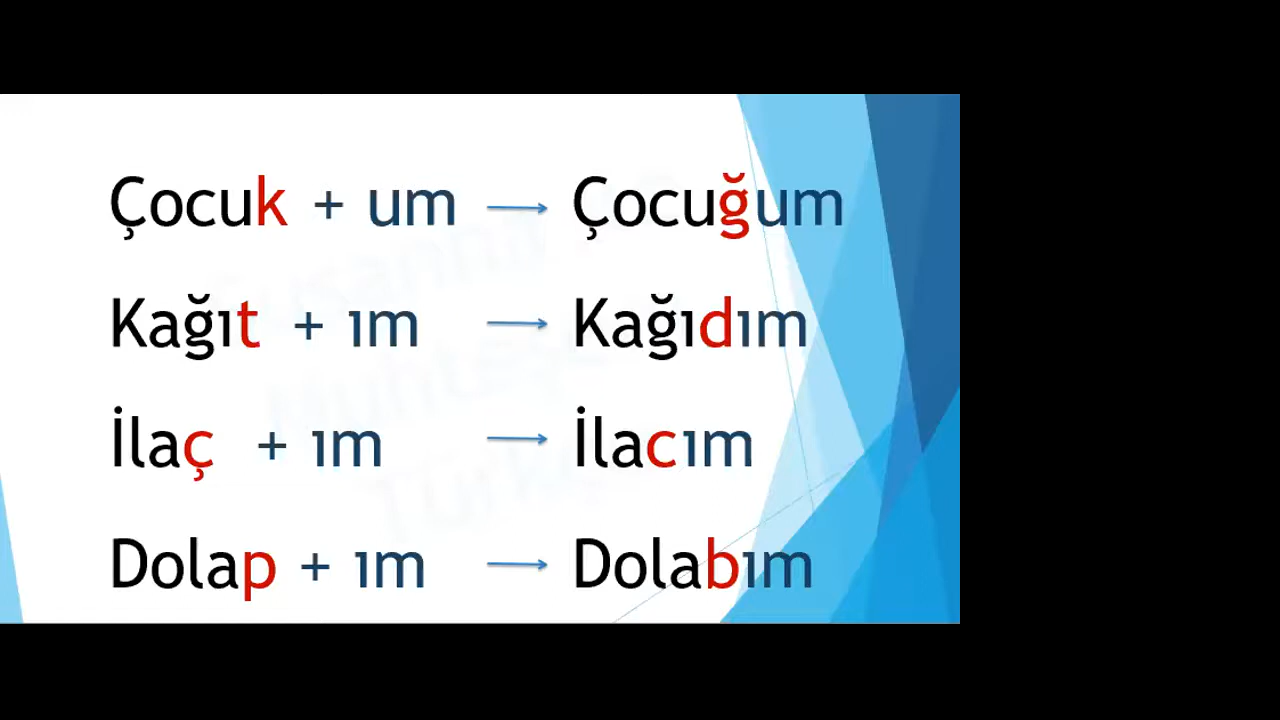 Çocuk + um → Çocuğum
Kağıt + ım → Kağıdım
İlaç + ım → İlacım
Dolap + ım → Dolabım